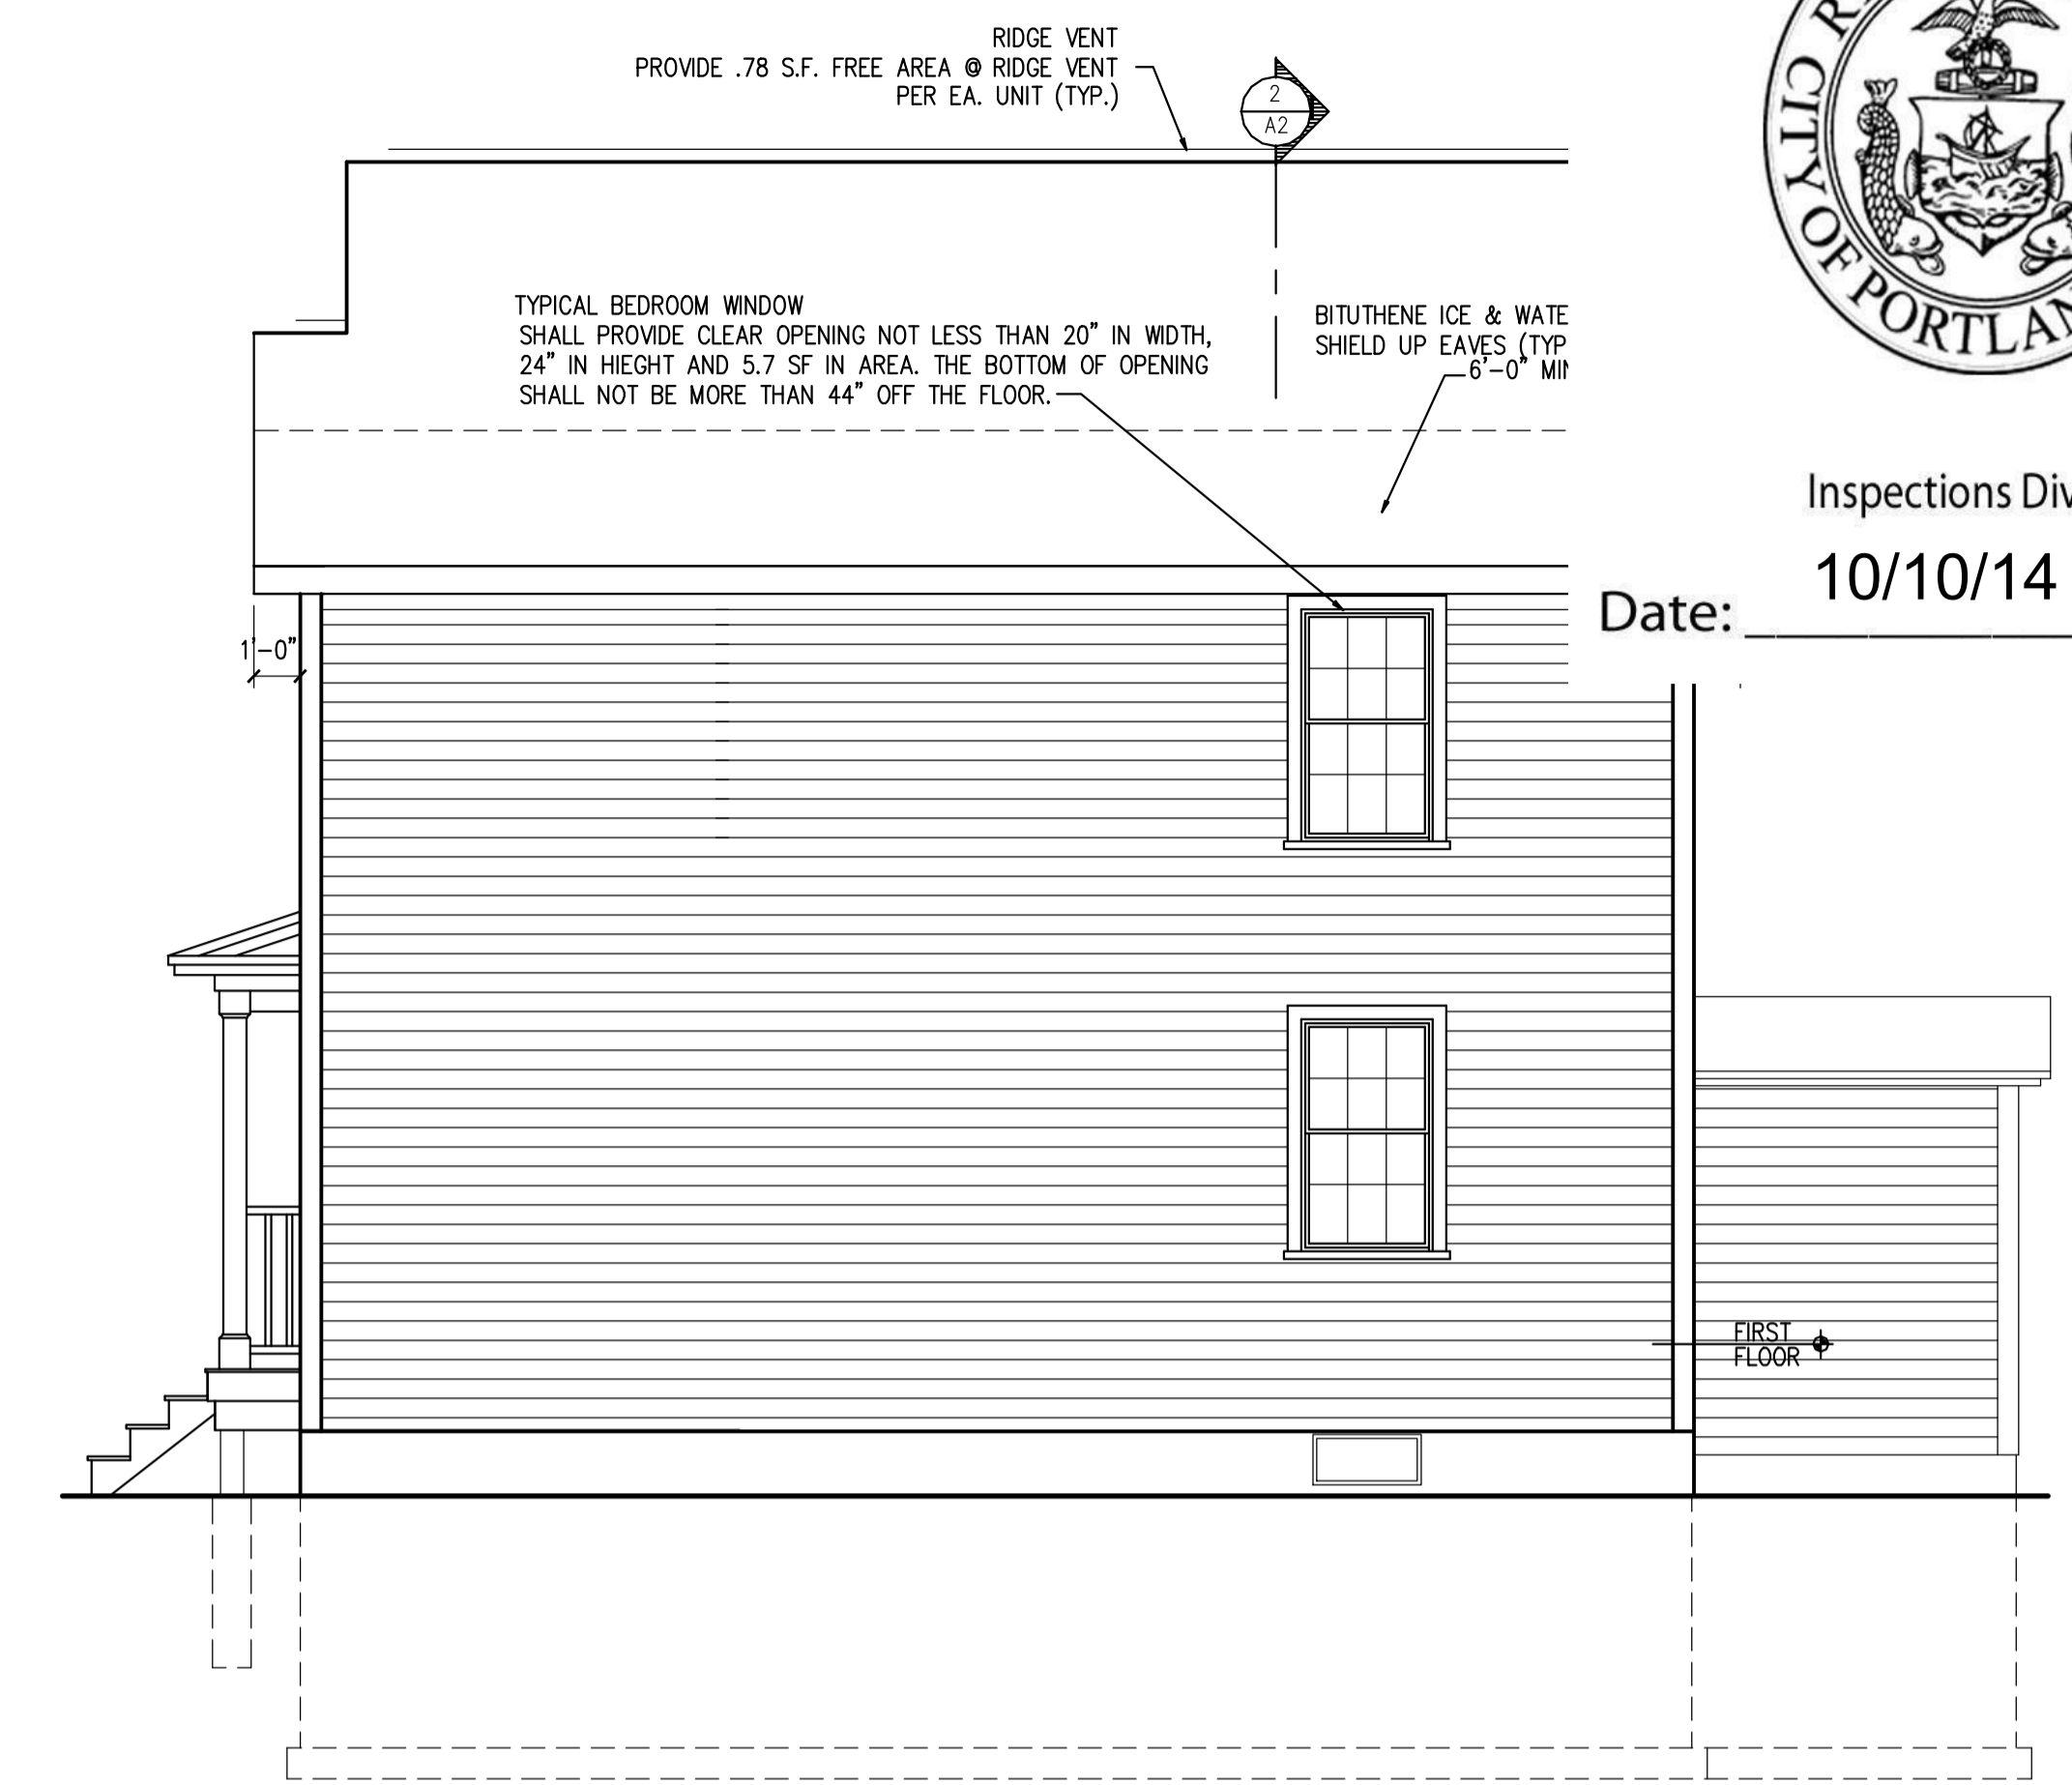 RIDGE VENT
PROVIDE .78 S.F. FREE AREA @ RIDGE VENT
PER EA. UNIT (TYP.)
2
A2
CITY OF PORTLAN
TYPICAL BEDROOM WINDOW
SHALL PROVIDE CLEAR OPENING NOT LESS THAN 20” IN WIDTH,
24” IN HIEGHT AND 5.7 SF IN AREA. THE BOTTOM OF OPENING
SHALL NOT BE MORE THAN 44” OFF THE FLOOR.
BITUTHENE ICE & WATE
SHIELD UP EAVES (TYP
6’-0” MIN
Inspections Div
10/10/14
Date:
1’-0”
FIRST
FLOOR